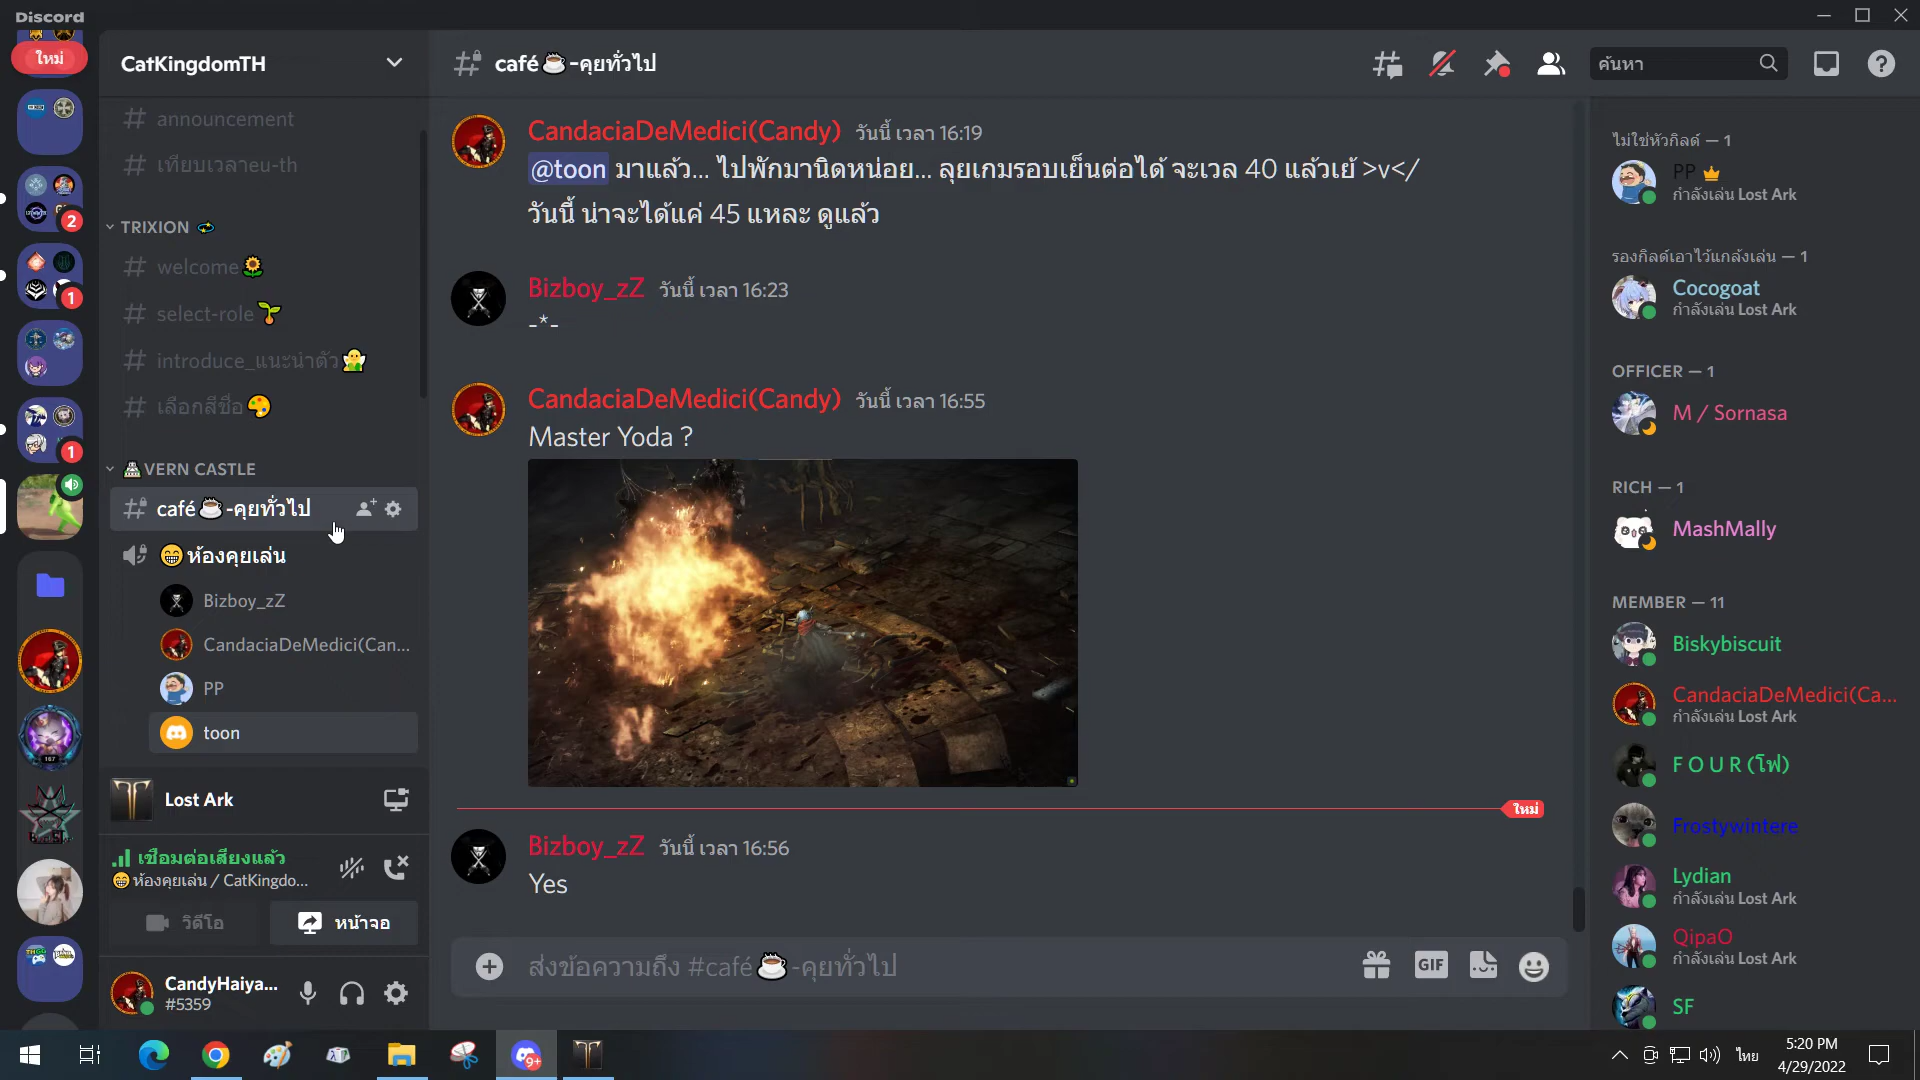 Discord
ใหม่
2
1
1
167
CatKingdomTH
announcement
เทียบเวลาeu-th
TRIXION
welcome🌻
select-role🌱
introduce_แนะนำตัว
เลือกสีชื่อ🎨
VERN CASTLE
café☕-คุยทั่วไป
😁ห้องคุยเล่น
Bizboy_zZ
CandaciaDeMedici(Can...
PP
toon
Lost Ark
เชื่อมต่อเสียงแล้ว
😁ห้องคุยเล่น / CatKingdo...
วิดีโอ
หน้าจอ
CandyHaiya...
#5359
café☕-คุยทั่วไป
ค้นหา
CandaciaDeMedici(Candy) วันนี้ เวลา 16:19
@toon มาแล้ว... ไปพักมานิดหน่อย... ลุยเกมรอบเย็นต่อได้ จะเวล 40 แล้วเย้ >v</
วันนี้ น่าจะได้แค่ 45 แหละ ดูแล้ว
Bizboy_zZ วันนี้ เวลา 16:23
-*-
CandaciaDeMedici(Candy) วันนี้ เวลา 16:55
Master Yoda ?
ใหม่
Bizboy_zZ วันนี้ เวลา 16:56
Yes
ส่งข้อความถึง #café☕-คุยทั่วไป
GIF
ไม่ใช่หัวกิลด์ — 1
PP
กำลังเล่น Lost Ark
รองกิลด์เอาไว้แกล้งเล่น — 1
Cocogoat
กำลังเล่น Lost Ark
OFFICER — 1
M / Sornasa
RICH — 1
MashMally
MEMBER — 11
Biskybiscuit
CandaciaDeMedici(Ca...
กำลังเล่น Lost Ark
F O U R (โฟ)
Frostywintere
Lydian
กำลังเล่น Lost Ark
QipaO
กำลังเล่น Lost Ark
SF
9+
ไทย
5:20 PM
4/29/2022